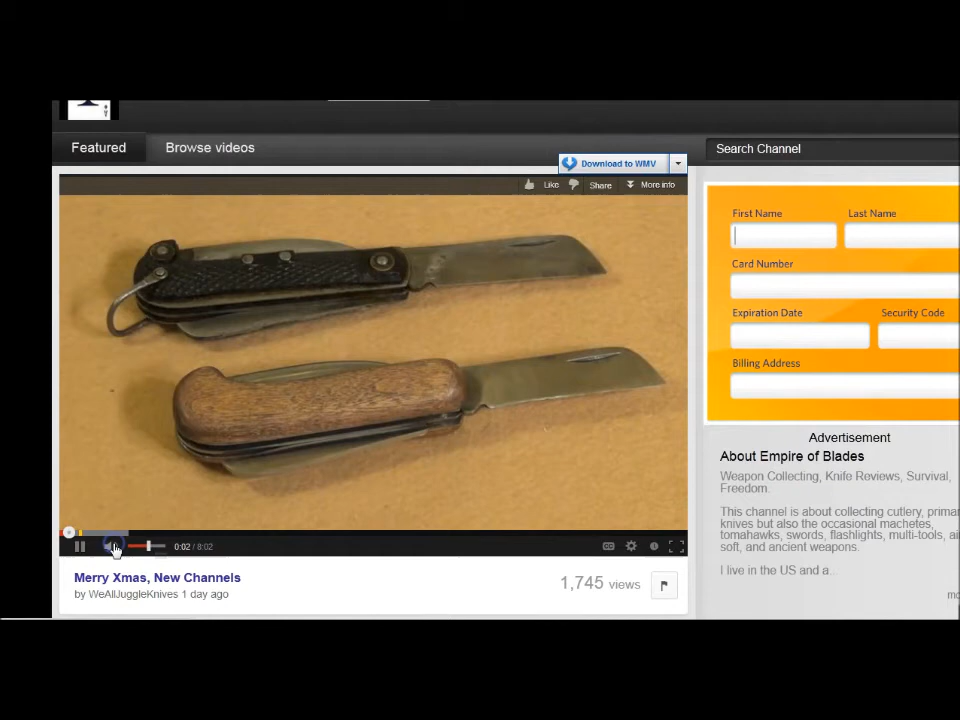 Featured
Browse videos
Search Channel
Download to WMV
Like
Share
More info
First Name
Last Name
Card Number
Expiration Date
Security Code
Billing Address
Advertisement
About Empire of Blades
Weapon Collecting, Knife Reviews, Survival,
Freedom.
This channel is about collecting cutlery, primar
knives but also the occasional machetes,
tomahawks, swords, flashlights, multi-tools, ai
soft, and ancient weapons.
I live in the US and a...
mo
0:02 / 8:02
CC
Merry Xmas, New Channels
by WeAllJuggleKnives 1 day ago
1,745 views